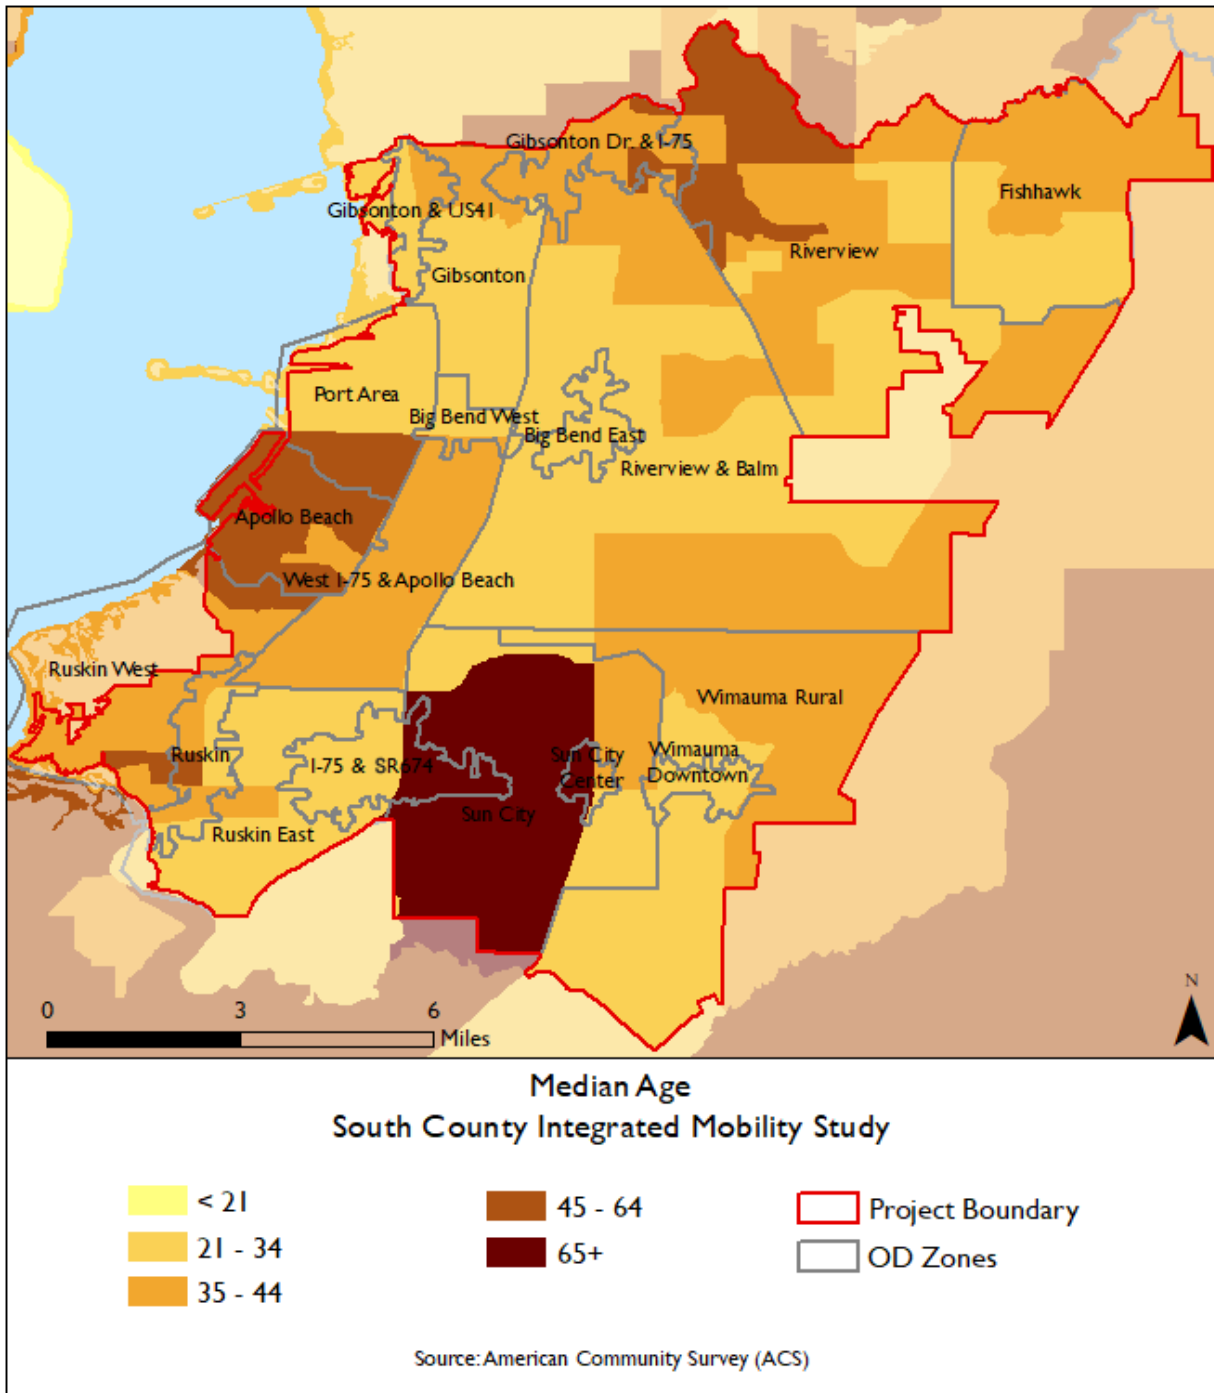 Gibsonton Dr. & I-75
Fishhawk
Gibsonton & US41
Riverview
Gibsonton
Port Area
Big Bend West
Big Bend East
Riverview & Balm
Apollo Beach
West I-75 & Apollo Beach
Ruskin West
Wimauma Rural
Ruskin
I-75 & SR674
Sun City
Center
Wimauma
Downtown
Sun City
Ruskin East
N
0 3 6
Miles
Median Age
South County Integrated Mobility Study
< 21
21 - 34
35 - 44
45 - 64
65+
Project Boundary
OD Zones
Source: American Community Survey (ACS)